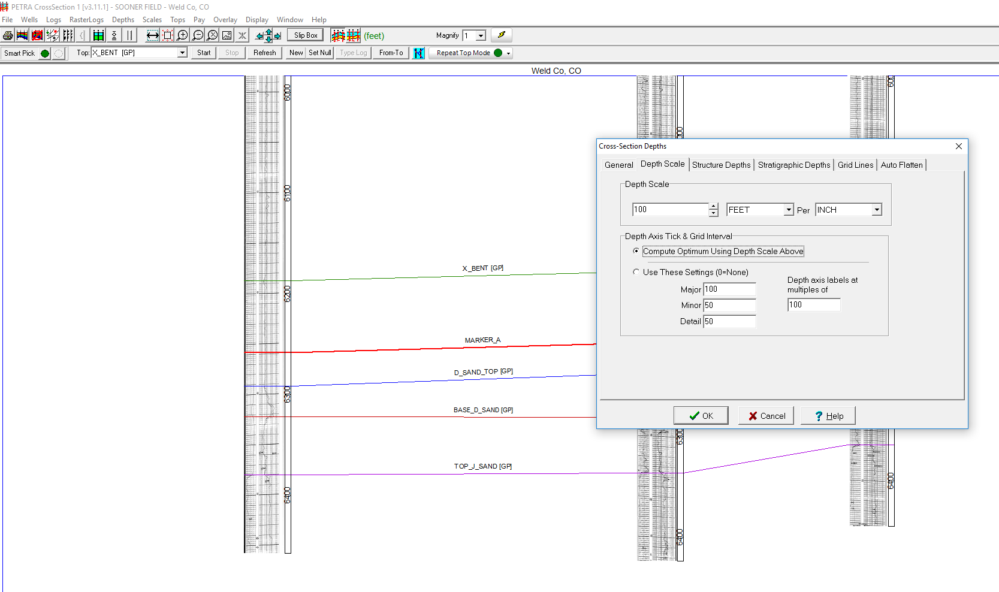 PETRA CrossSection 1 [v3.11.1] - SOONER FIELD - Weld Co, CO
File Wells Logs RasterLogs Depths Scales Tops Pay Overlay Display Window Help
Slip Box (feet) Magnify 1
Smart Pick Top: X_BENT [GP] Start Stop Refresh New Set Null Type Log From-To Repeat Top Mode
Weld Co, CO
6000
6100
X_BENT [GP]
6200
MARKER_A
D_SAND_TOP [GP]
6300
BASE_D_SAND [GP]
TOP_J_SAND [GP]
6400
Cross-Section Depths
General Depth Scale Structure Depths Stratigraphic Depths Grid Lines Auto Flatten
Depth Scale
100 FEET Per INCH
Depth Axis Tick & Grid Interval
Compute Optimum Using Depth Scale Above
Use These Settings (0=None)
Major 100
Minor 50
Detail 50
Depth axis labels at
multiples of
100
OK Cancel Help
6300
6400
6400